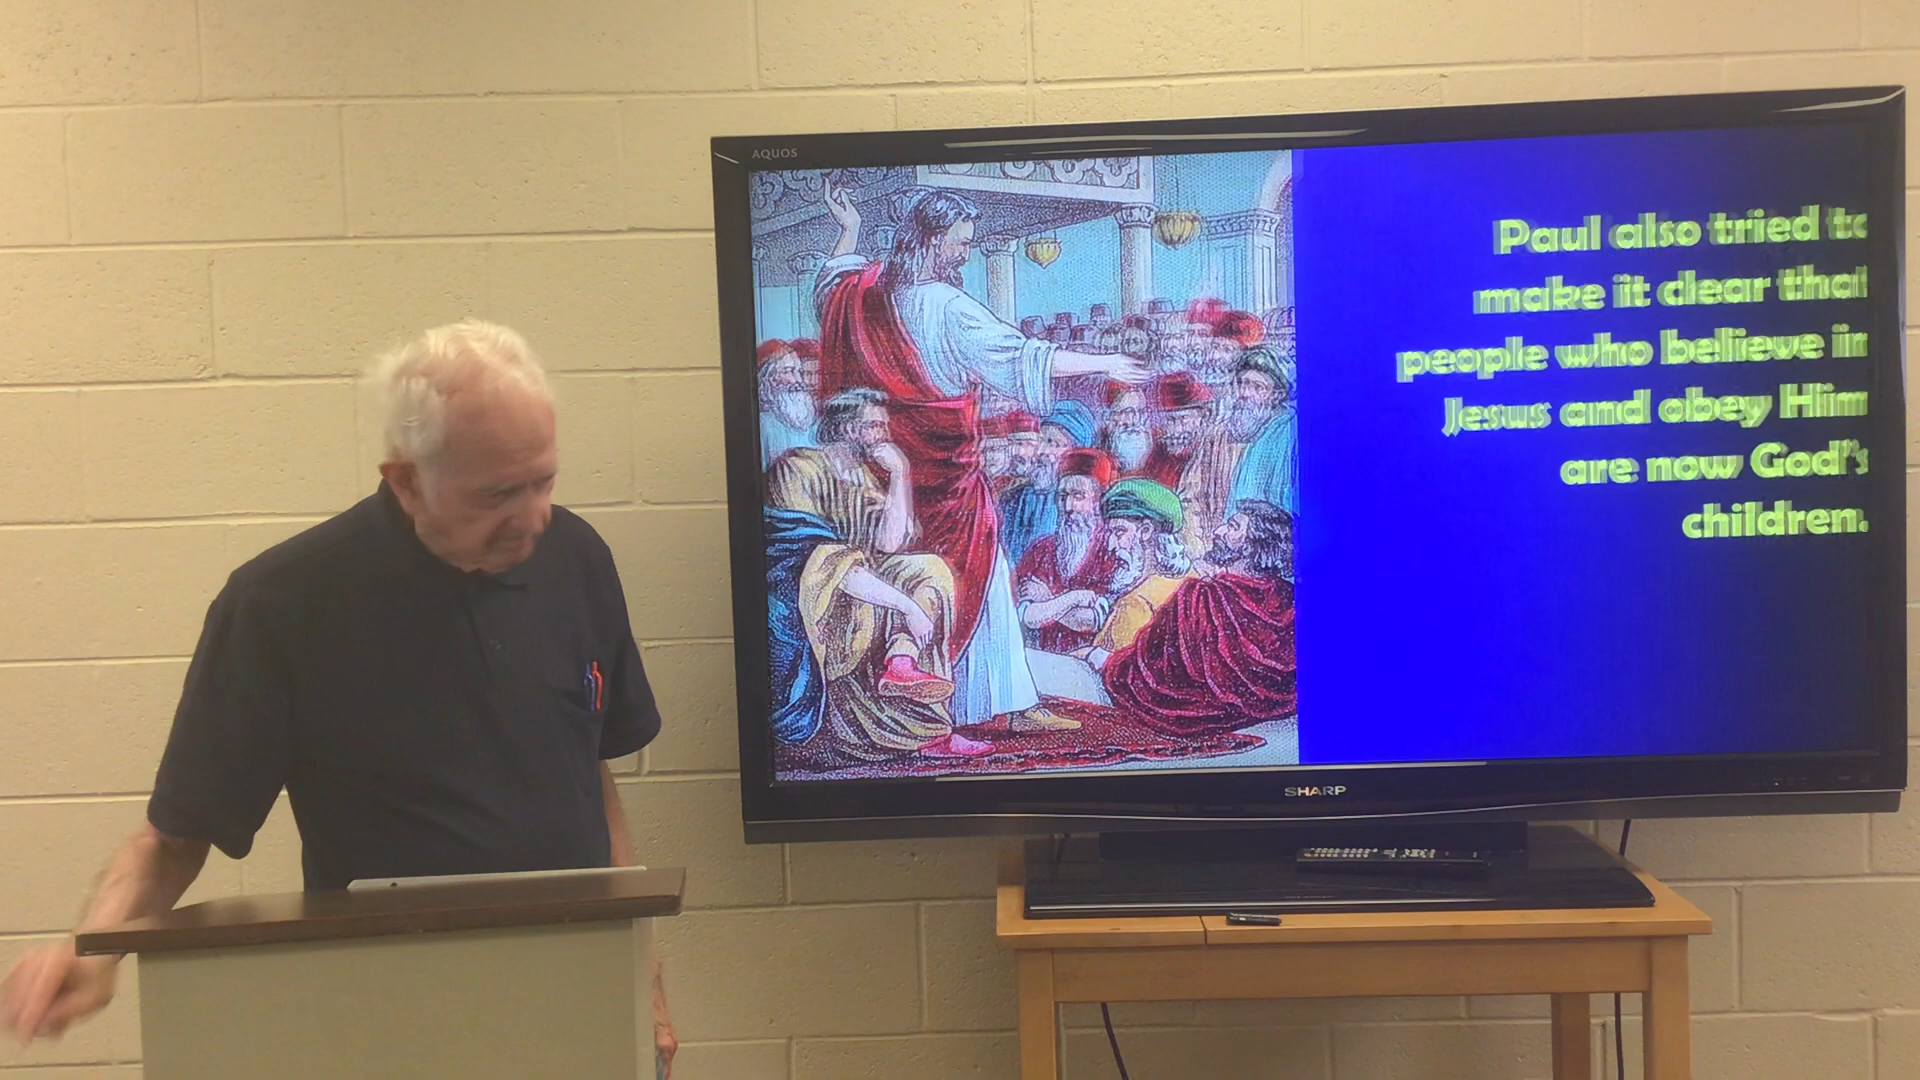 AQUOS
Paul also tried to
make it clear that
people who believe in
Jesus and obey Him
are now God's
children.
SHARP